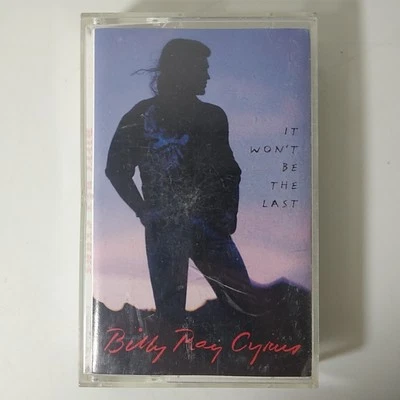 IT
WON'T
BE
THE
LAST
Billy Ray Cyrus